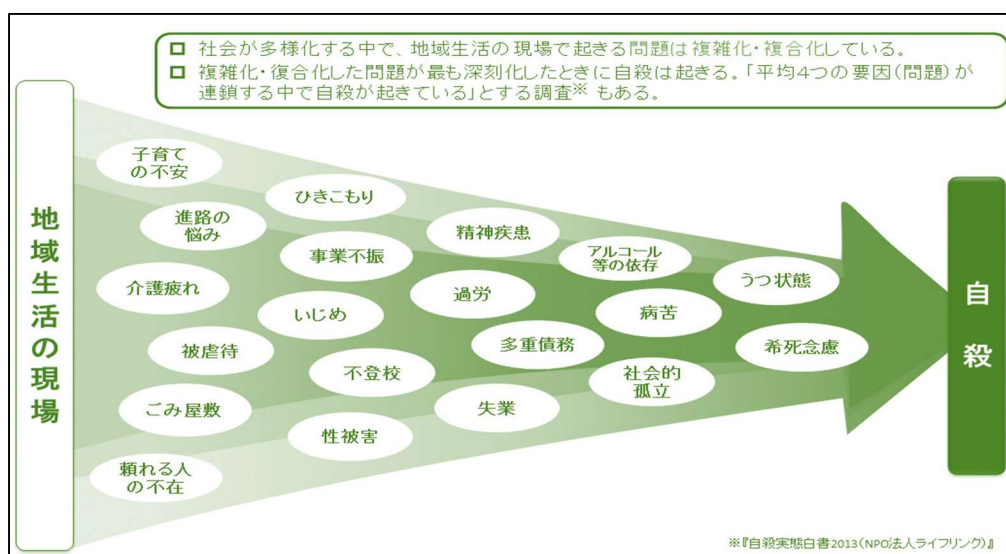 □ 社会が多様化する中で、地域生活の現場で起きる問題は複雑化・複合化している。
□ 複雑化・復合化した問題が最も深刻化したときに自殺は起きる。「平均4つの要因(問題)が
連鎖する中で自殺が起きている」とする調査※ もある。
地域生活の現場
子育て
の不安
進路の
悩み
介護疲れ
被虐待
ごみ屋敷
頼れる人
の不在
ひきこもり
事業不振
いじめ
不登校
性被害
精神疾患
過労
多重債務
失業
アルコール
等の依存
病苦
社会的
孤立
うつ状態
希死念慮
自殺
※『自殺実態白書2013(NPO法人ライフリンク)』